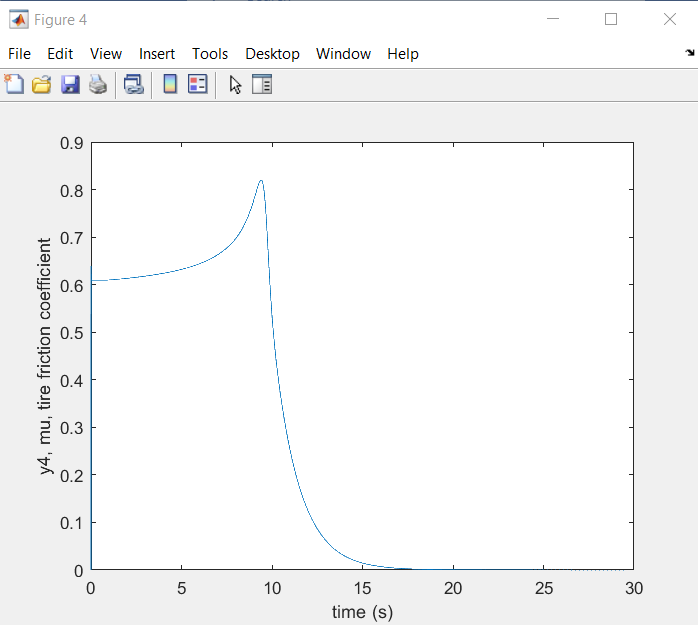 Figure 4
File Edit View Insert Tools Desktop Window Help
0.9
0.8
0.7
0.6
0.5
0.4
0.3
0.2
0.1
0
y4, mu, tire friction coefficient
0 5 10 15 20 25 30
time (s)